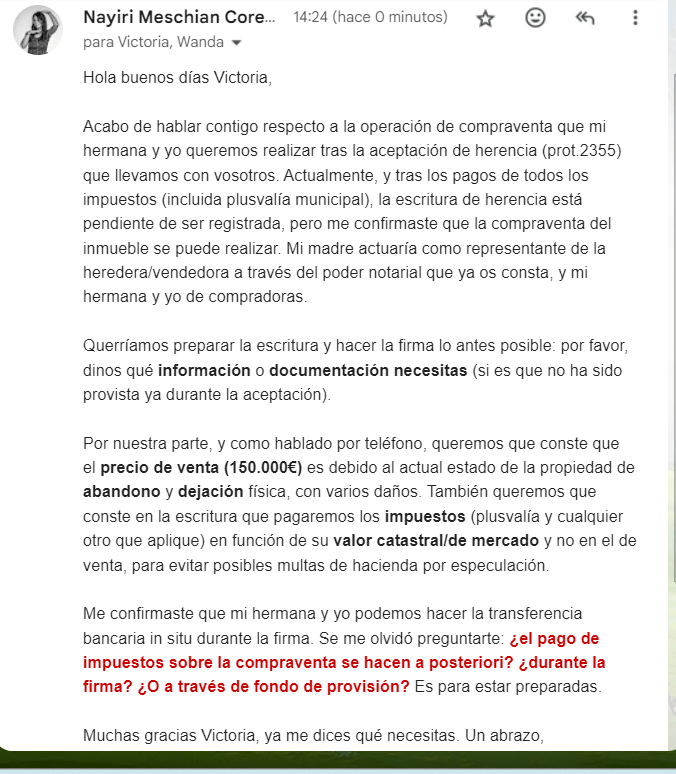 Nayiri Meschian Core... 14:24 (hace 0 minutos)
para Victoria, Wanda
Hola buenos días Victoria,
Acabo de hablar contigo respecto a la operación de compraventa que mi
hermana y yo queremos realizar tras la aceptación de herencia (prot.2355)
que llevamos con vosotros. Actualmente, y tras los pagos de todos los
impuestos (incluida plusvalía municipal), la escritura de herencia está
pendiente de ser registrada, pero me confirmaste que la compraventa del
inmueble se puede realizar. Mi madre actuaría como representante de la
heredera/vendedora a través del poder notarial que ya os consta, y mi
hermana y yo de compradoras.
Querríamos preparar la escritura y hacer la firma lo antes posible: por favor,
dinos qué información o documentación necesitas (si es que no ha sido
provista ya durante la aceptación).
Por nuestra parte, y como hablado por teléfono, queremos que conste que
el precio de venta (150.000€) es debido al actual estado de la propiedad de
abandono y dejación física, con varios daños. También queremos que
conste en la escritura que pagaremos los impuestos (plusvalía y cualquier
otro que aplique) en función de su valor catastral/de mercado y no en el de
venta, para evitar posibles multas de hacienda por especulación.
Me confirmaste que mi hermana y yo podemos hacer la transferencia
bancaria in situ durante la firma. Se me olvidó preguntarte: ¿el pago de
impuestos sobre la compraventa se hacen a posteriori? ¿durante la
firma? ¿O a través de fondo de provisión? Es para estar preparadas.
Muchas gracias Victoria, ya me dices qué necesitas. Un abrazo,